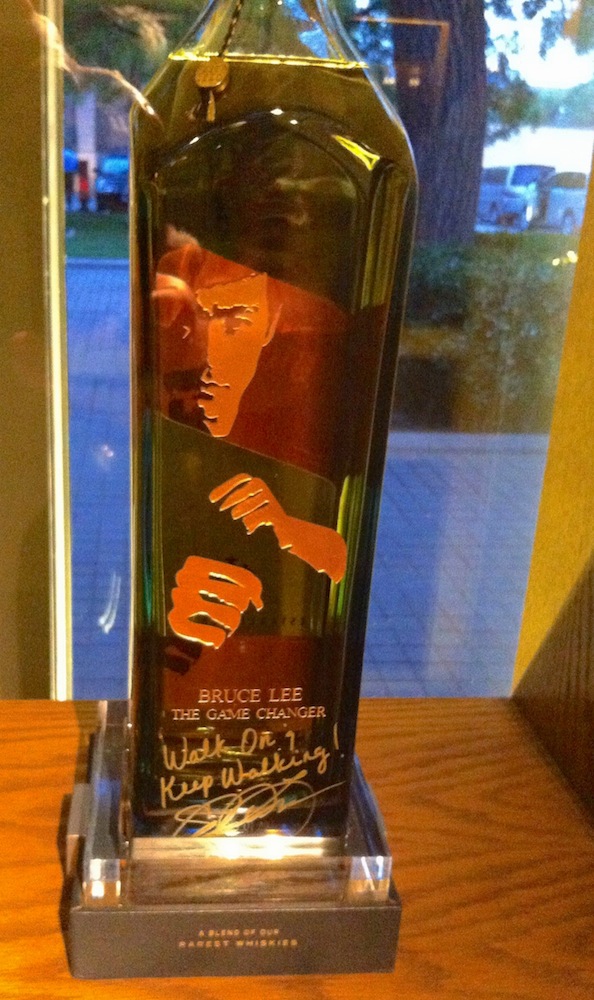 BRUCE LEE
THE GAME CHANGER
Walk On &
Keep Walking!
A BLEND OF OUR
RAREST WHISKIES